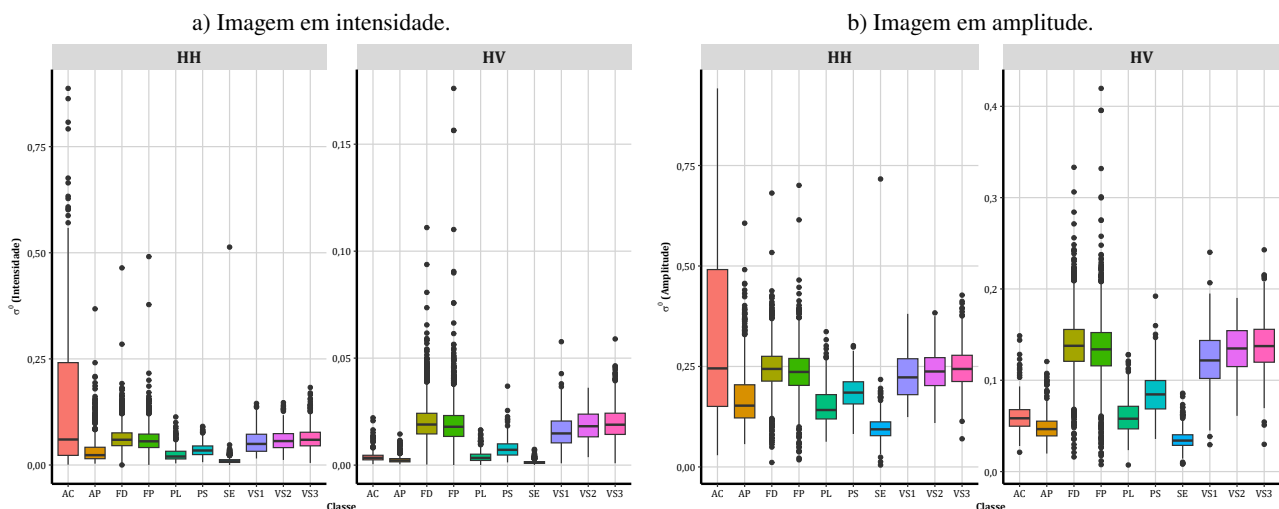 a) Imagem em intensidade.
HH
HV
σ⁰ (Intensidade)
0,75
0,50
0,25
0,00
0,15
0,10
0,05
0,00
AC AP FD FP PL PS SE VS1 VS2 VS3
AC AP FD FP PL PS SE VS1 VS2 VS3
Classe
b) Imagem em amplitude.
HH
HV
σ⁰ (Amplitude)
0,75
0,50
0,25
0,00
0,4
0,3
0,2
0,1
0,0
AC AP FD FP PL PS SE VS1 VS2 VS3
AC AP FD FP PL PS SE VS1 VS2 VS3
Classe